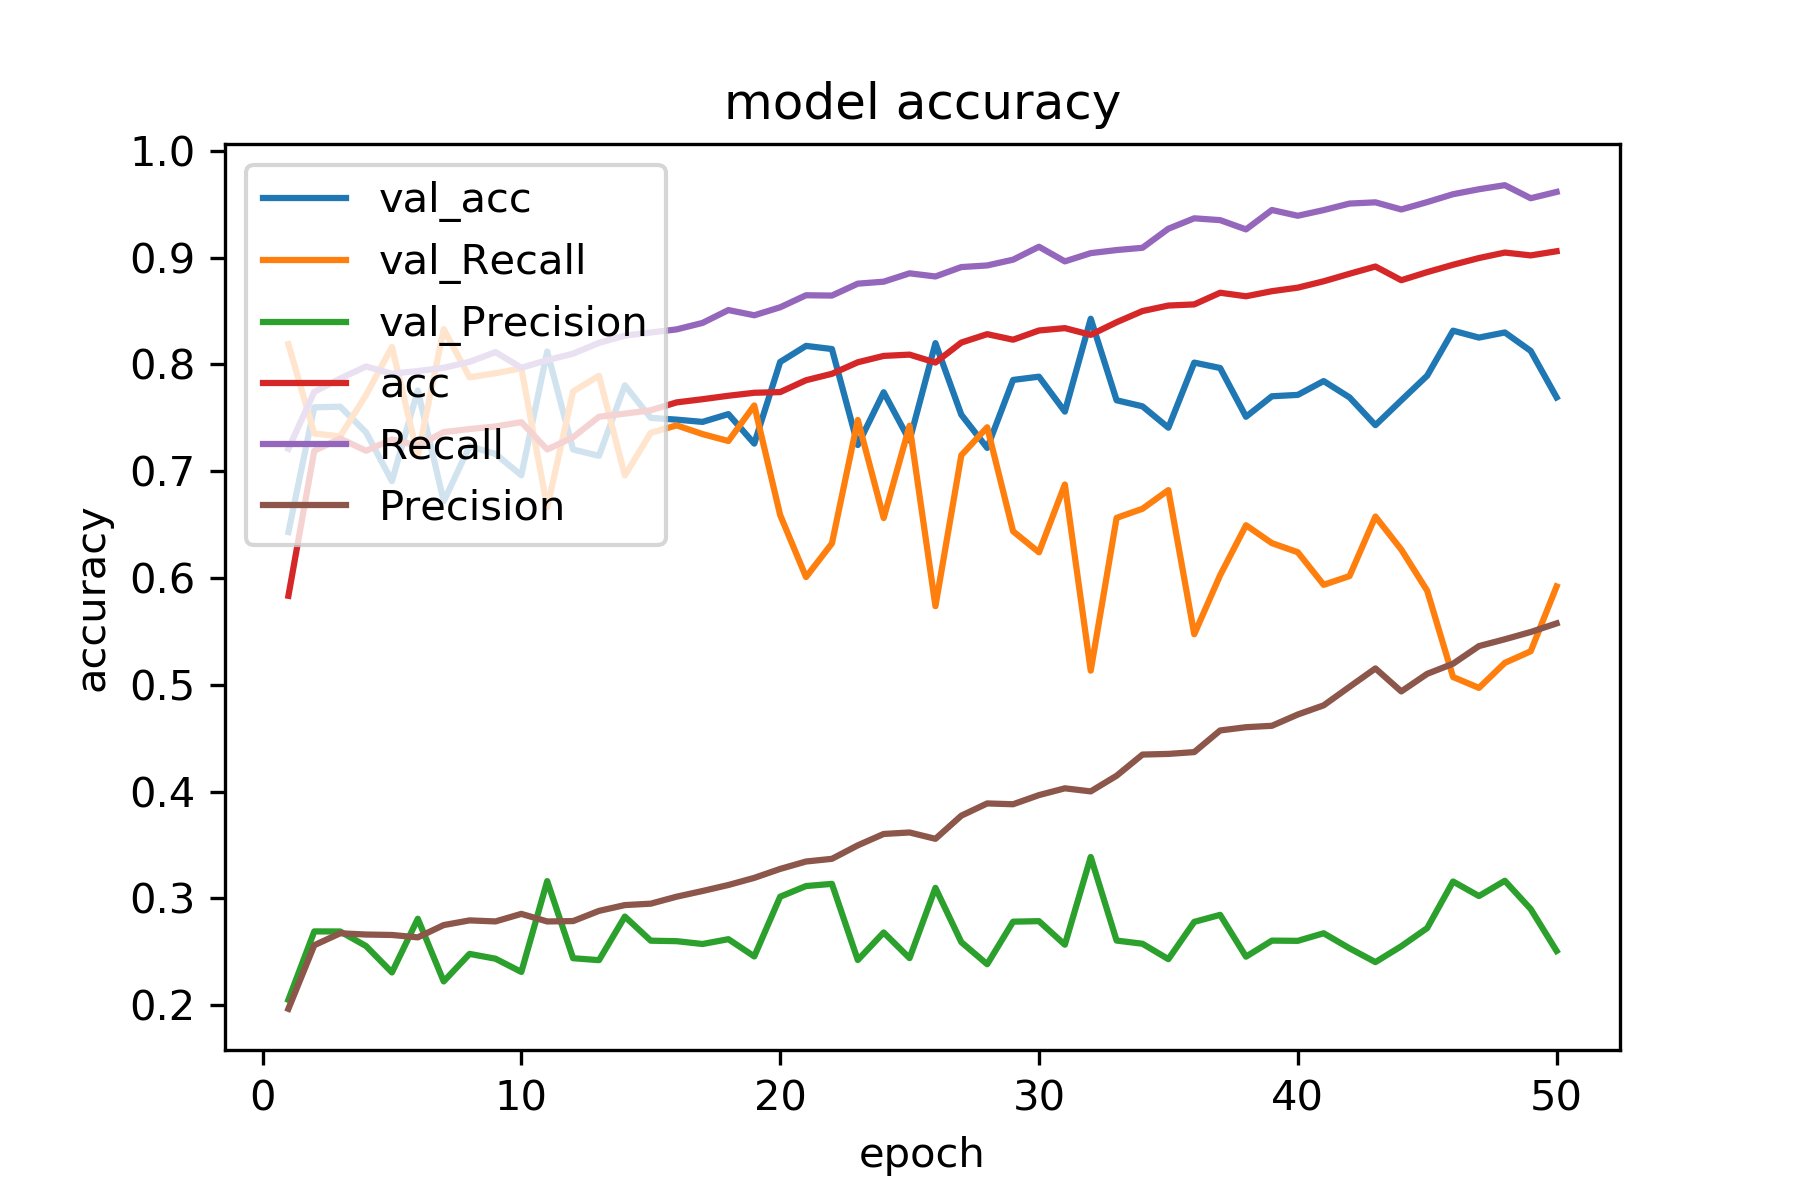 model accuracy
accuracy
1.0
0.9
0.8
0.7
0.6
0.5
0.4
0.3
0.2
val_acc
val_Recall
val_Precision
acc
Recall
Precision
0 10 20 30 40 50
epoch